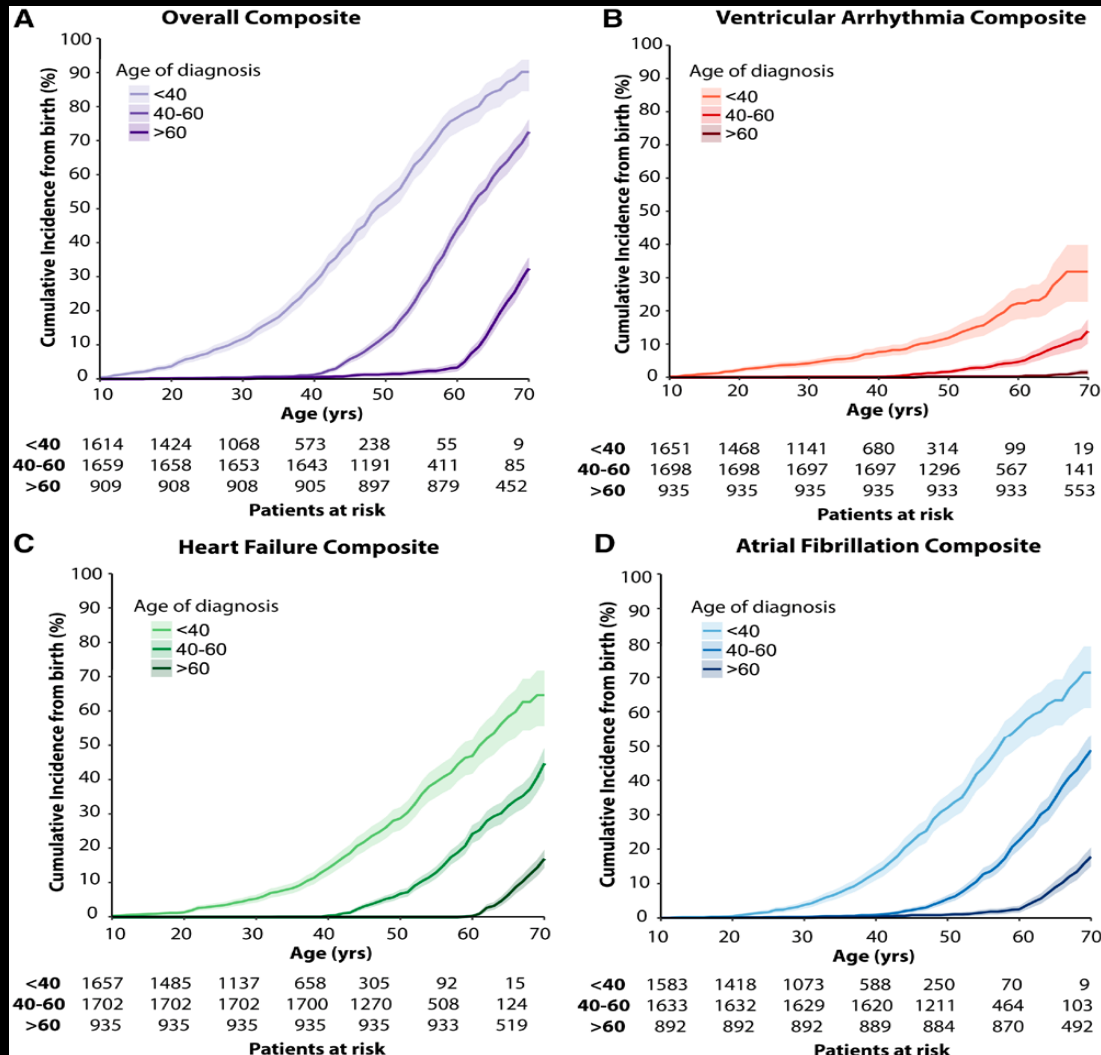 A Overall Composite
Cumulative Incidence from birth (%)
100
90
80
70
60
50
40
30
20
10
0
Age of diagnosis
<40
40-60
>60
10 20 30 40 50 60 70
Age (yrs)
<40 1614 1424 1068 573 238 55 9
40-60 1659 1658 1653 1643 1191 411 85
>60 909 908 908 905 897 879 452
Patients at risk
B Ventricular Arrhythmia Composite
Cumulative Incidence from birth (%)
100
90
80
70
60
50
40
30
20
10
0
Age of diagnosis
<40
40-60
>60
10 20 30 40 50 60 70
Age (yrs)
<40 1651 1468 1141 680 314 99 19
40-60 1698 1698 1697 1697 1296 567 141
>60 935 935 935 935 933 933 553
Patients at risk
C Heart Failure Composite
Cumulative Incidence from birth (%)
100
90
80
70
60
50
40
30
20
10
0
Age of diagnosis
<40
40-60
>60
10 20 30 40 50 60 70
Age (yrs)
<40 1657 1485 1137 658 305 92 15
40-60 1702 1702 1702 1700 1270 508 124
>60 935 935 935 935 935 933 519
Patients at risk
D Atrial Fibrillation Composite
Cumulative Incidence from birth (%)
100
90
80
70
60
50
40
30
20
10
0
Age of diagnosis
<40
40-60
>60
10 20 30 40 50 60 70
Age (yrs)
<40 1583 1418 1073 588 250 70 9
40-60 1633 1632 1629 1620 1211 464 103
>60 892 892 892 889 884 870 492
Patients at risk